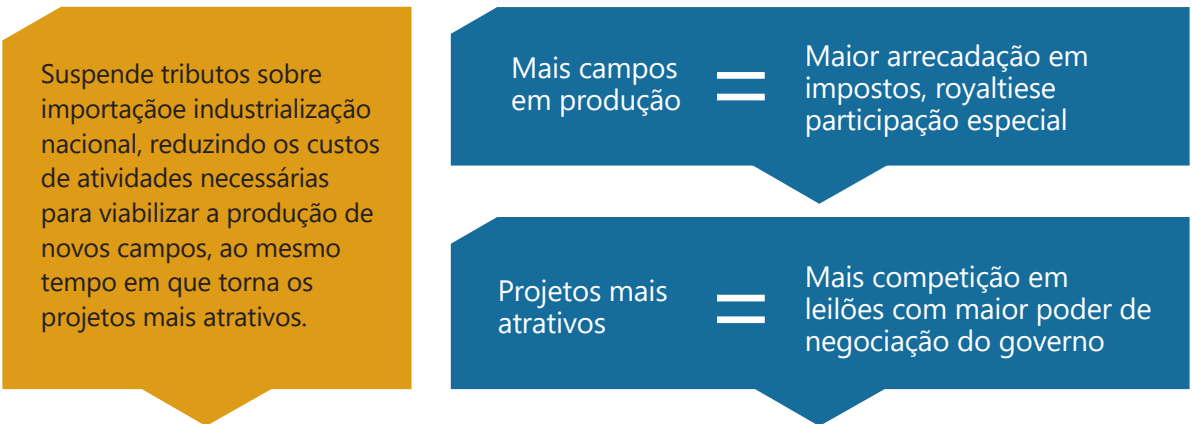 Suspende tributos sobre
importaçãoe industrialização
nacional, reduzindo os custos
de atividades necessárias
para viabilizar a produção de
novos campos, ao mesmo
tempo em que torna os
projetos mais atrativos.
Mais campos
em produção
=
Maior arrecadação em
impostos, royaltiese
participação especial
Projetos mais
atrativos
=
Mais competição em
leilões com maior poder de
negociação do governo